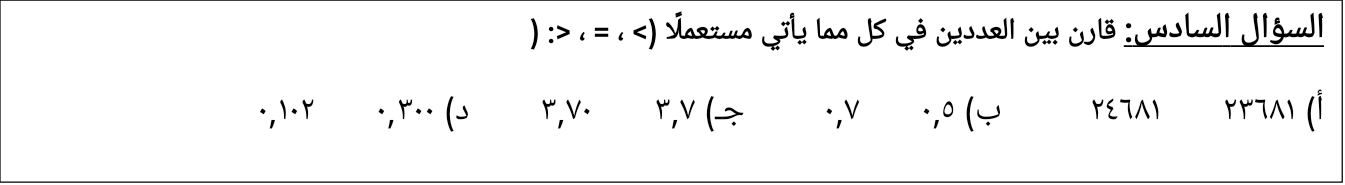 السؤال السادس: قارن بين العددين في كل مما يأتي مستعملًا (> ، = ، <: (
أ) ٢٣٦٨١ ٢٤٦٨١ ب) ٠,٥ ٠,٧ جـ) ٣,٧ ٣,٧٠ د) ٠,٣٠٠ ٠,١٠٢